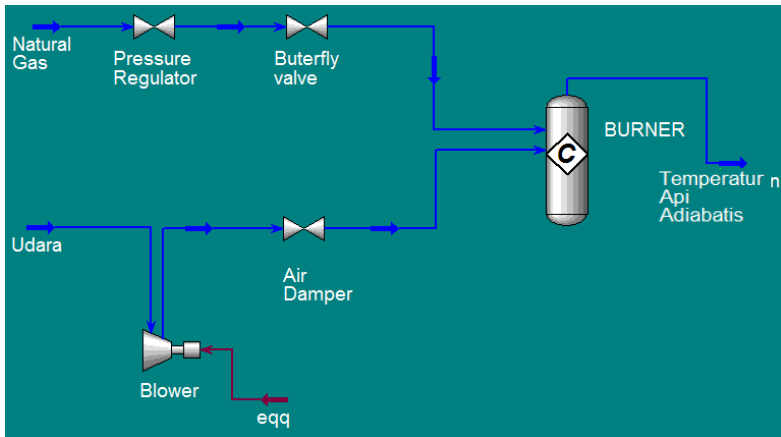 Natural
Gas
Pressure
Regulator
Buterfly
valve
BURNER
C
Temperatur n
Api
Adiabatis
Udara
Air
Damper
Blower
eqq